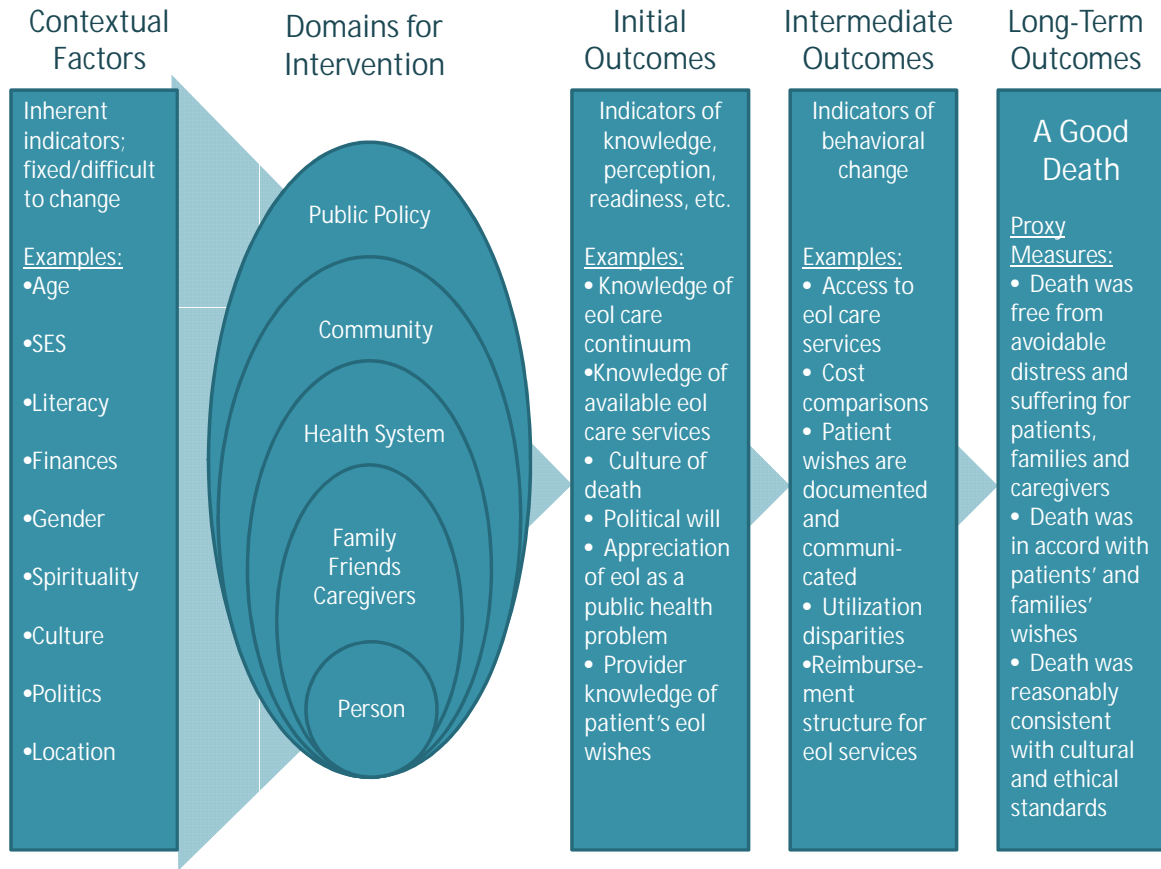 Contextual
Factors
Inherent
indicators;
fixed/difficult
to change
Examples:
•Age
•SES
•Literacy
•Finances
•Gender
•Spirituality
•Culture
•Politics
•Location
Domains for
Intervention
Public Policy
Community
Health System
Family
Friends
Caregivers
Person
Initial
Outcomes
Indicators of
knowledge,
perception,
readiness, etc.
Examples:
• Knowledge of
eol care
continuum
•Knowledge of
available eol
care services
• Culture of
death
• Political will
• Appreciation
of eol as a
public health
problem
• Provider
knowledge of
patient's eol
wishes
Intermediate
Outcomes
Indicators of
behavioral
change
Examples:
• Access to
eol care
services
• Cost
comparisons
• Patient
wishes are
documented
and
communi-
cated
• Utilization
disparities
•Reimburse-
ment
structure for
eol services
Long-Term
Outcomes
A Good
Death
Proxy
Measures:
• Death was
free from
avoidable
distress and
suffering for
patients,
families and
caregivers
• Death was
in accord with
patients' and
families'
wishes
• Death was
reasonably
consistent
with cultural
and ethical
standards